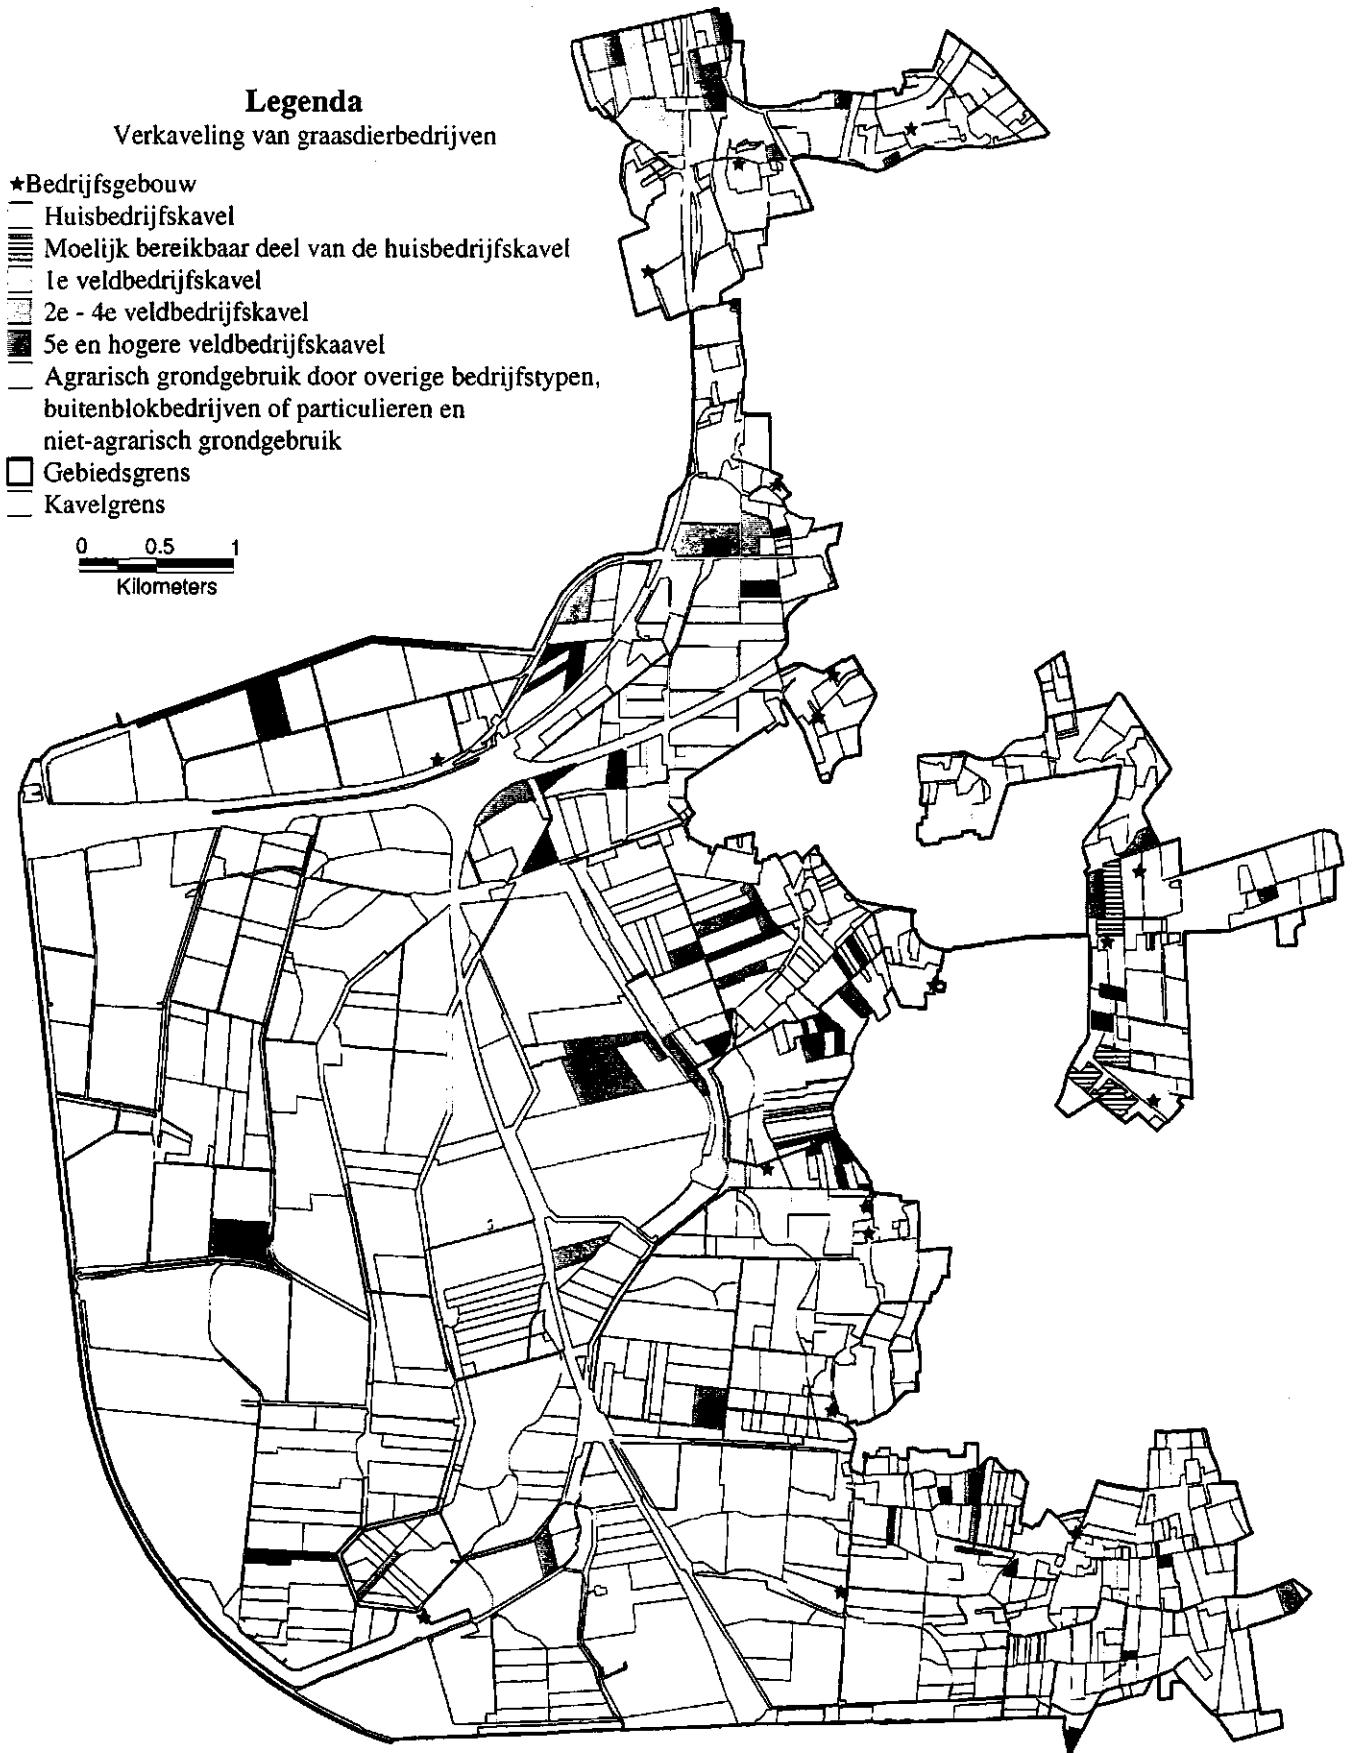 Legenda
Verkaveling van graasdierbedrijven
★Bedrijfsgebouw
Huisbedrijfskavel
Moelijk bereikbaar deel van de huisbedrijfskavel
1e veldbedrijfskavel
2e - 4e veldbedrijfskavel
5e en hogere veldbedrijfskaavel
Agrarisch grondgebruik door overige bedrijfstypen,
buitenblokbedrijven of particulieren en
niet-agrarisch grondgebruik
Gebiedsgrens
Kavelgrens
0 0.5 1
Kilometers